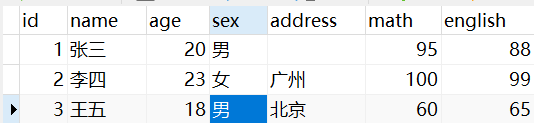 id name age sex address math english
1 张三 20 男 95 88
2 李四 23 女 广州 100 99
3 王五 18 男 北京 60 65